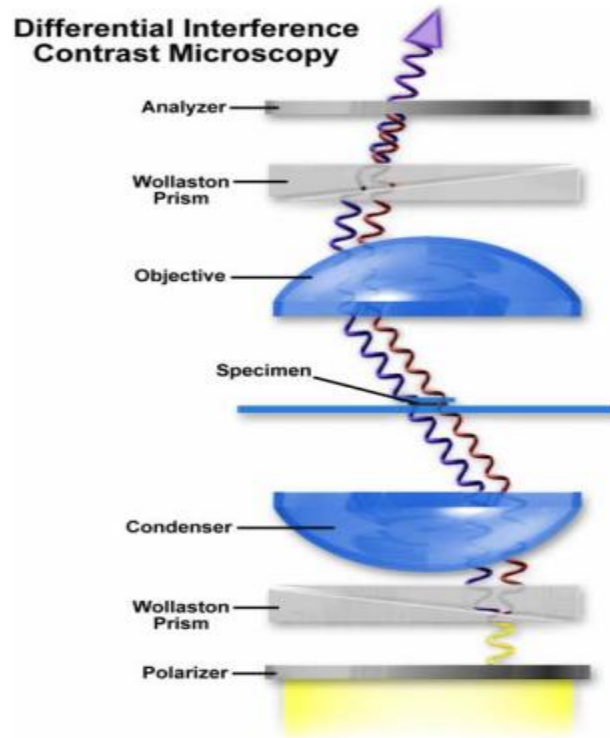 Differential Interference
Contrast Microscopy
Analyzer
Wollaston
Prism
Objective
Specimen
Condenser
Wollaston
Prism
Polarizer